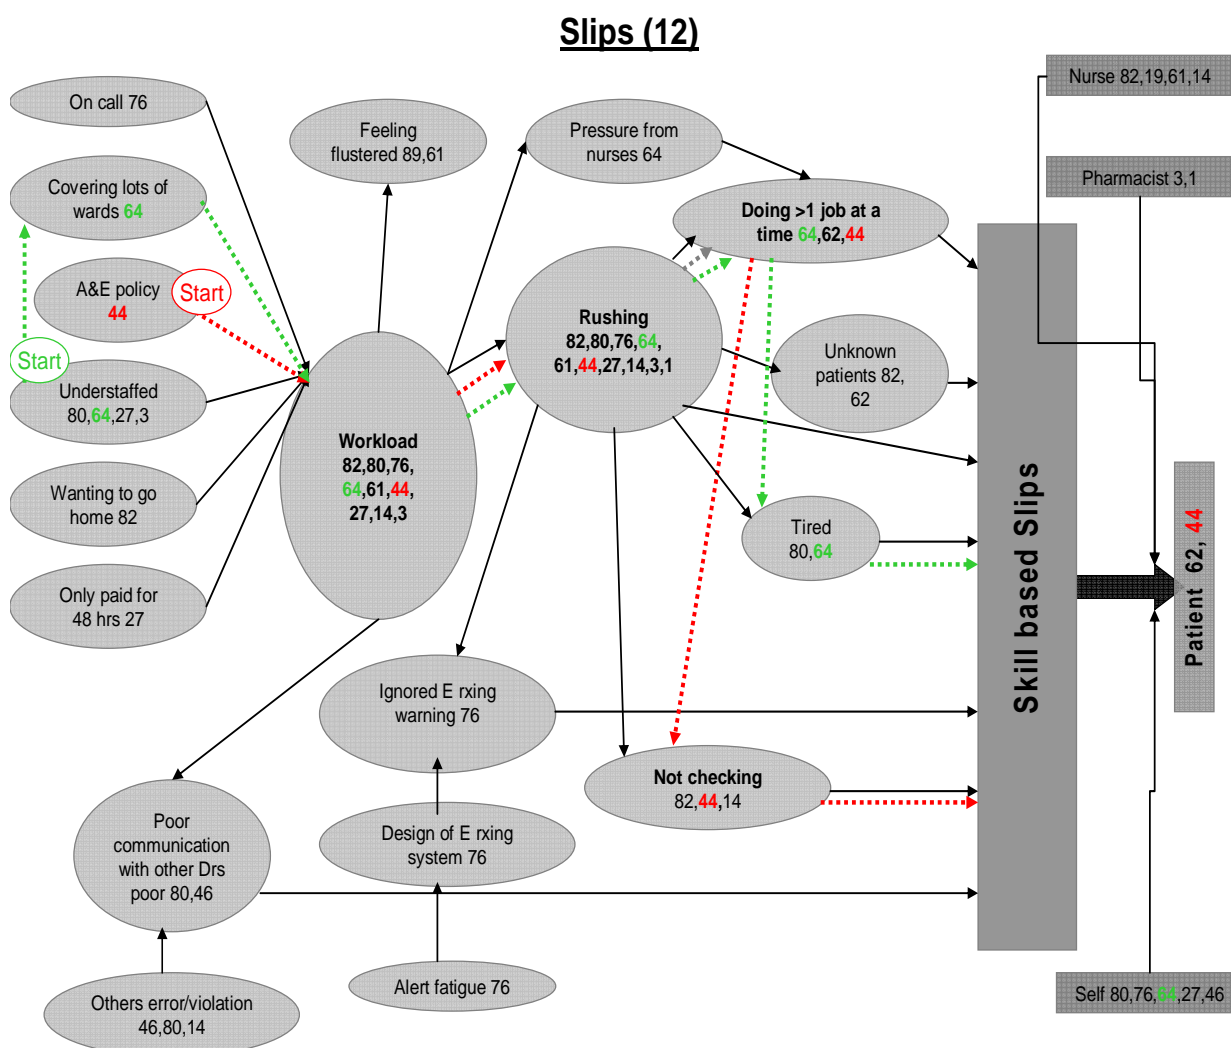 Slips (12)
Nurse 82,19,61,14
On call 76
Feeling
flustered 89,61
Pressure from
nurses 64
Pharmacist 3,1
Covering lots of
wards 64
Doing >1 job at a
time 64,62,44
A&E policy
44
Start
Start
Rushing
82,80,76,64,
61,44,27,14,3,1
Unknown
patients 82,
62
Understaffed
80,64,27,3
Workload
82,80,76,
64,61,44,
27,14,3
Wanting to go
home 82
Tired
80,64
Skill based Slips
Patient 62, 44
Only paid for
48 hrs 27
Ignored E rxing
warning 76
Not checking
82,44,14
Poor
communication
with other Drs
poor 80,46
Design of E rxing
system 76
Alert fatigue 76
Others error/violation
46,80,14
Self 80,76,64,27,46